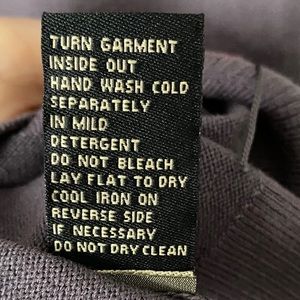 TURN GARMENT
INSIDE OUT
HAND WASH COLD
SEPARATELY
IN MILD
DETERGENT
DO NOT BLEACH
LAY FLAT TO DRY
COOL IRON ON
REVERSE SIDE
IF NECESSARY
DO NOT DRY CLEAN